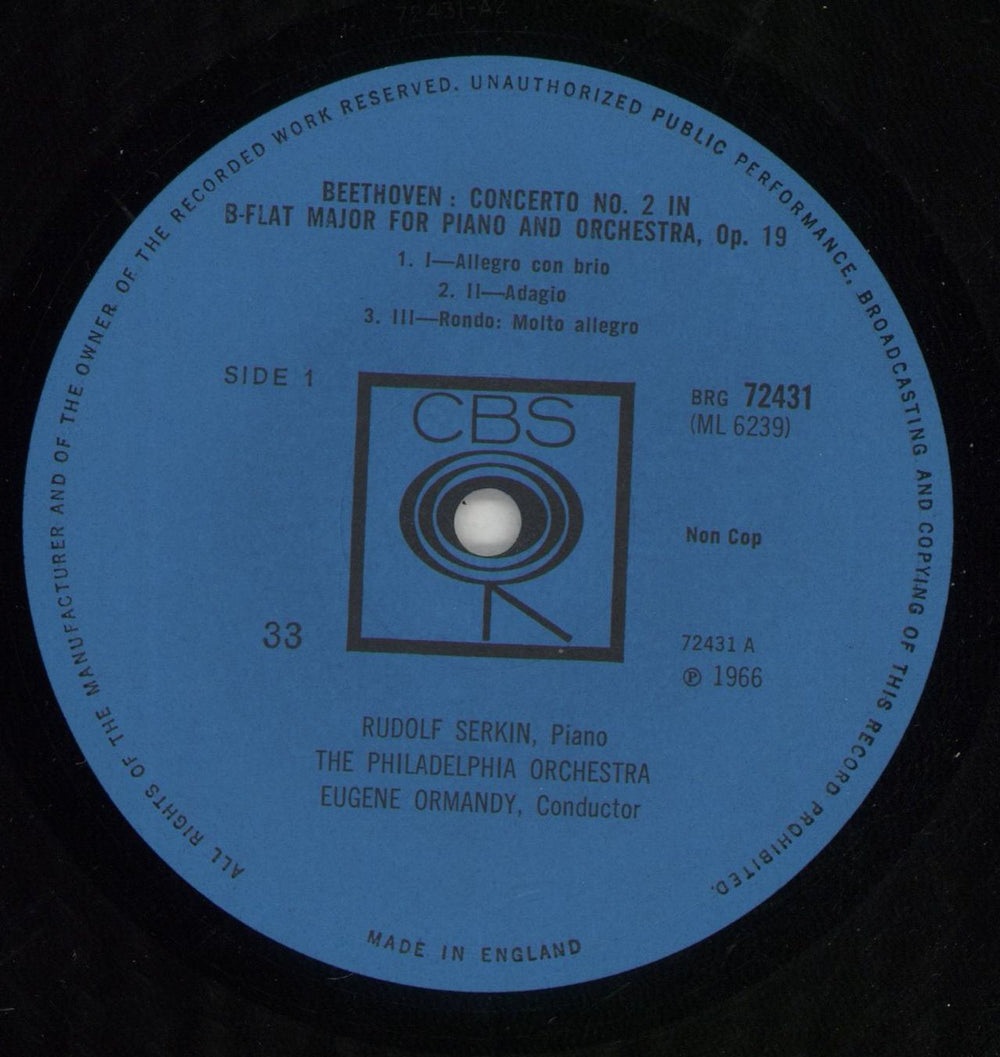 72431-A2
ALL RIGHTS OF THE MANUFACTURER AND OF THE OWNER OF THE RECORDED WORK RESERVED. UNAUTHORIZED PUBLIC PERFORMANCE, BROADCASTING AND COPYING OF THIS RECORD PROHIBITED.
BEETHOVEN : CONCERTO NO. 2 IN
B-FLAT MAJOR FOR PIANO AND ORCHESTRA, Op. 19
1. I—Allegro con brio
2. II—Adagio
3. III—Rondo: Molto allegro
SIDE 1
CBS
BRG 72431
(ML 6239)
Non Cop
33
72431 A
℗ 1966
RUDOLF SERKIN, Piano
THE PHILADELPHIA ORCHESTRA
EUGENE ORMANDY, Conductor
MADE IN ENGLAND